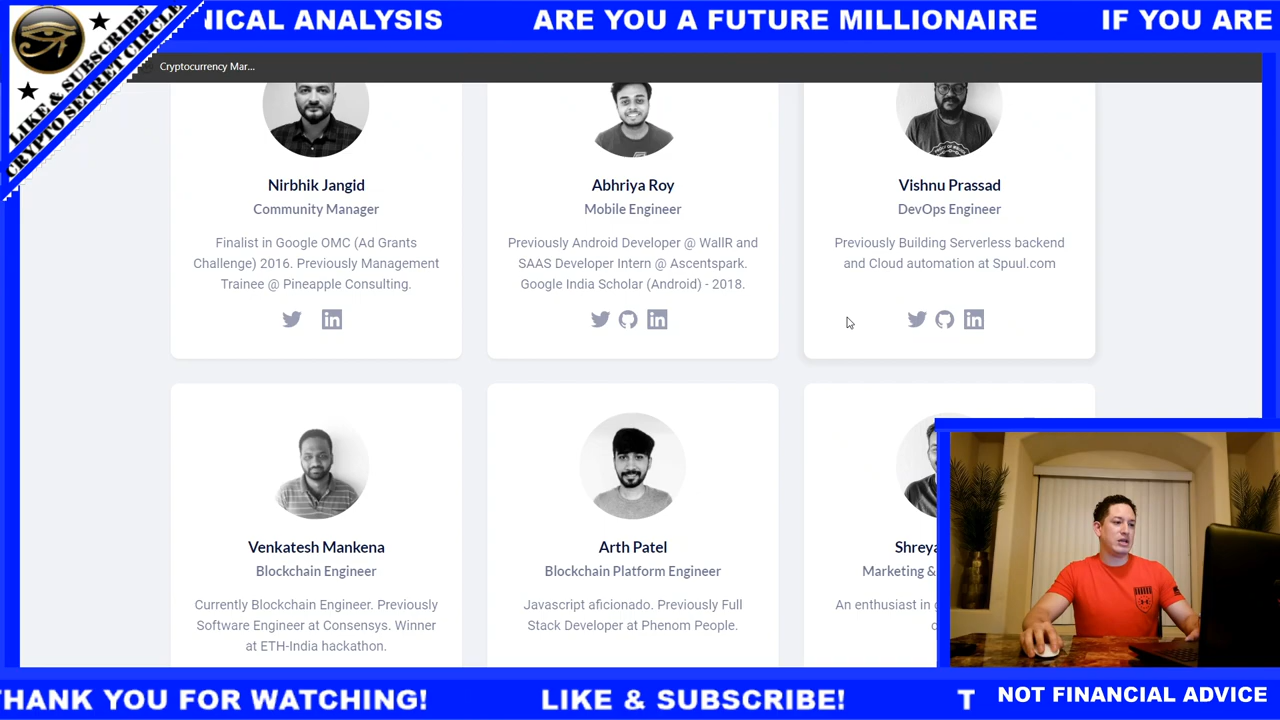 NICAL ANALYSIS ARE YOU A FUTURE MILLIONAIRE IF YOU ARE
LIKE & SUBSCRIBE
CRYPTO SECRET CIRCLE
Cryptocurrency Mar...
Nirbhik Jangid
Community Manager
Finalist in Google OMC (Ad Grants
Challenge) 2016. Previously Management
Trainee @ Pineapple Consulting.
Abhriya Roy
Mobile Engineer
Previously Android Developer @ WallR and
SAAS Developer Intern @ Ascentspark.
Google India Scholar (Android) - 2018.
Vishnu Prassad
DevOps Engineer
Previously Building Serverless backend
and Cloud automation at Spuul.com
Venkatesh Mankena
Blockchain Engineer
Currently Blockchain Engineer. Previously
Software Engineer at Consensys. Winner
at ETH-India hackathon.
Arth Patel
Blockchain Platform Engineer
Javascript aficionado. Previously Full
Stack Developer at Phenom People.
Shreya
Marketing &
An enthusiast in
THANK YOU FOR WATCHING! LIKE & SUBSCRIBE! T
NOT FINANCIAL ADVICE